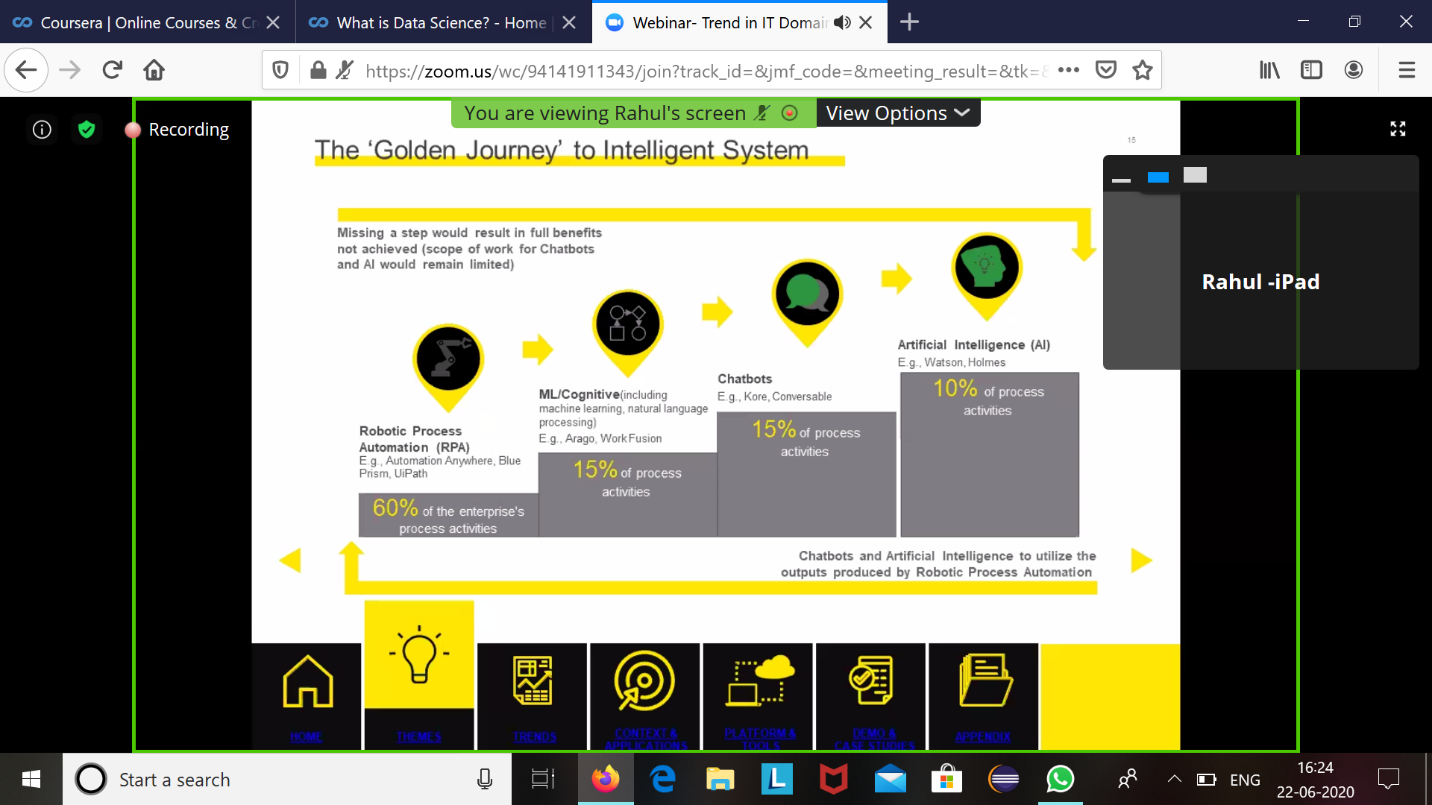 Coursera | Online Courses & Cr
What is Data Science? - Home |
Webinar- Trend in IT Domain
https://zoom.us/wc/94141911343/join?track_id=&jmf_code=&meeting_result=&tk=&
You are viewing Rahul's screen
View Options
Recording
The ‘Golden Journey’ to Intelligent System
15
Missing a step would result in full benefits
not achieved (scope of work for Chatbots
and AI would remain limited)
Rahul -iPad
Robotic Process
Automation (RPA)
E.g., Automation Anywhere, Blue
Prism, UiPath
60% of the enterprise's
process activities
ML/Cognitive(including
machine learning, natural language
processing)
E.g., Arago, WorkFusion
15% of process
activities
Chatbots
E.g., Kore, Conversable
15% of process
activities
Artificial Intelligence (AI)
E.g., Watson, Holmes
10% of process
activities
Chatbots and Artificial Intelligence to utilize the
outputs produced by Robotic Process Automation
HOME
THEMES
TRENDS
CONTEXT &
APPLICATIONS
PLATFORM &
TOOLS
DEMO &
CASE STUDIES
APPENDIX
Start a search
ENG
16:24
22-06-2020